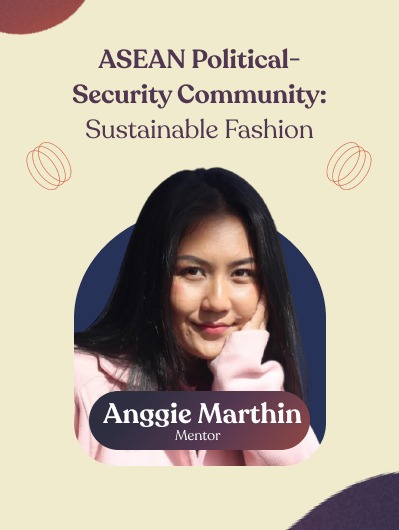 ASEAN Political-
Security Community:
Sustainable Fashion
Anggie Marthin
Mentor